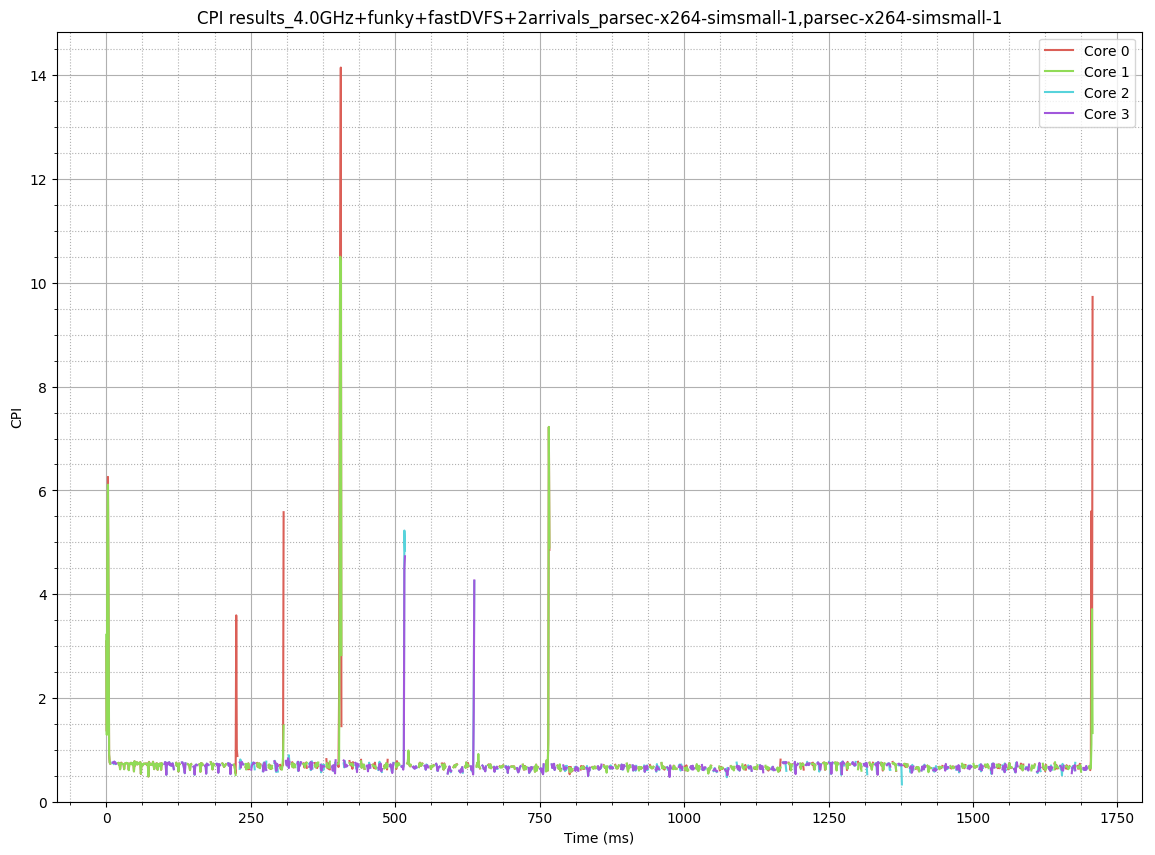 CPI results_4.0GHz+funky+fastDVFS+2arrivals_parsec-x264-simsmall-1,parsec-x264-simsmall-1
Core 0
Core 1
Core 2
Core 3
14
12
10
8
6
4
2
0
CPI
0 250 500 750 1000 1250 1500 1750
Time (ms)